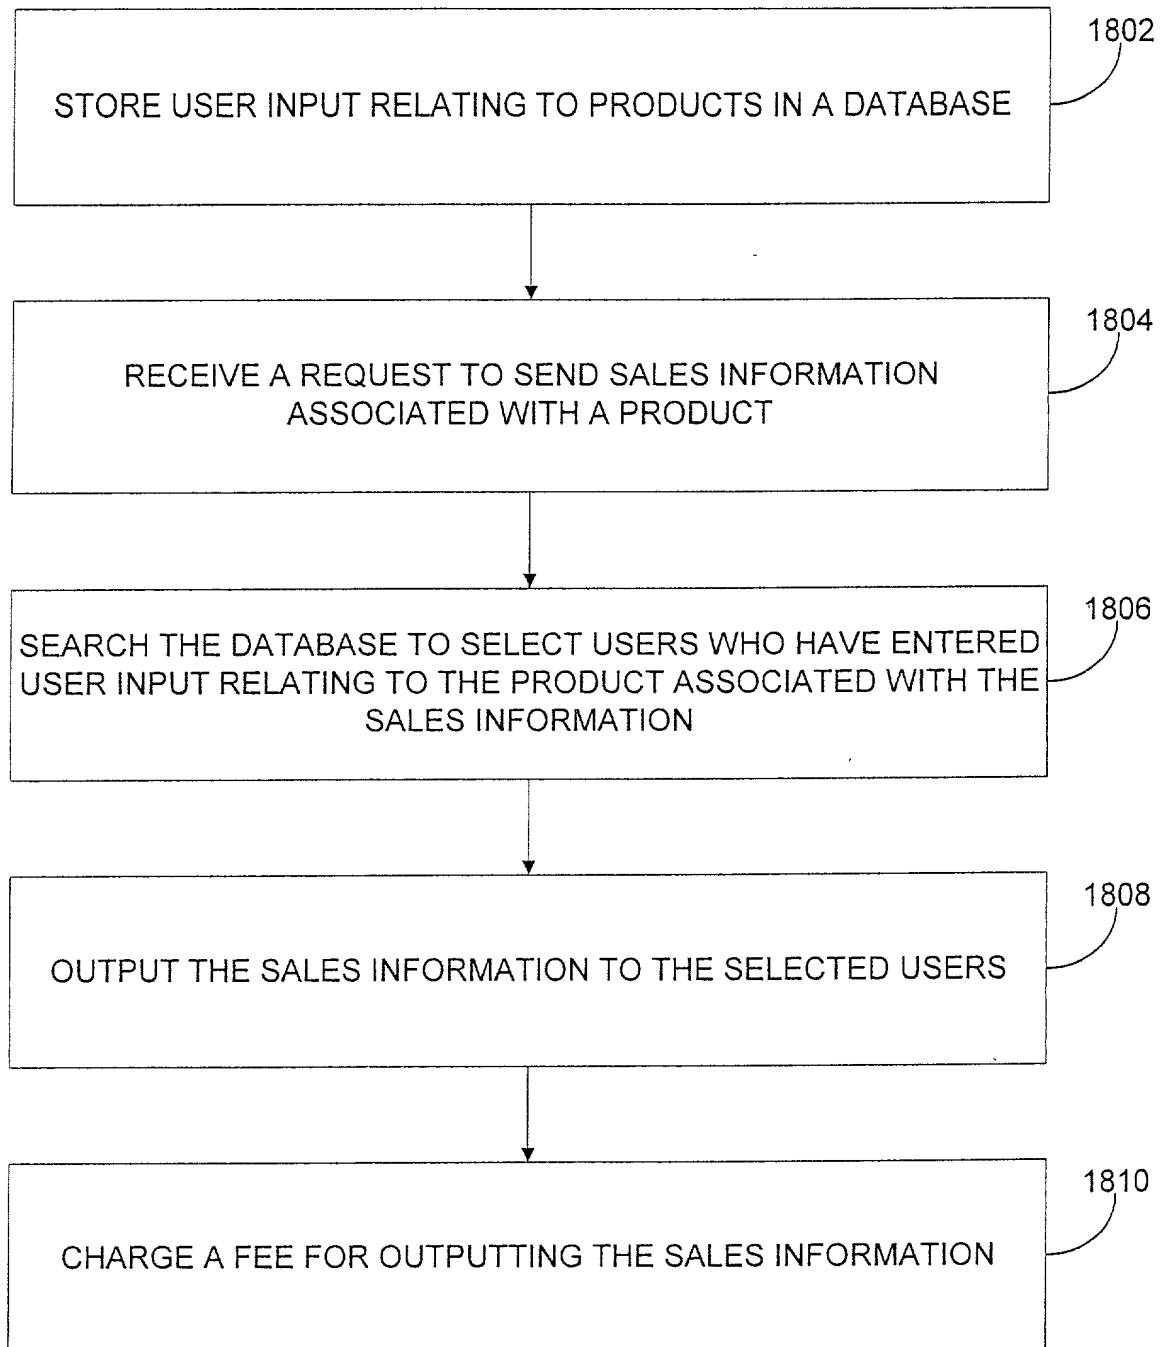 1802
STORE USER INPUT RELATING TO PRODUCTS IN A DATABASE
1804
RECEIVE A REQUEST TO SEND SALES INFORMATION
ASSOCIATED WITH A PRODUCT
1806
SEARCH THE DATABASE TO SELECT USERS WHO HAVE ENTERED
USER INPUT RELATING TO THE PRODUCT ASSOCIATED WITH THE
SALES INFORMATION
1808
OUTPUT THE SALES INFORMATION TO THE SELECTED USERS
1810
CHARGE A FEE FOR OUTPUTTING THE SALES INFORMATION